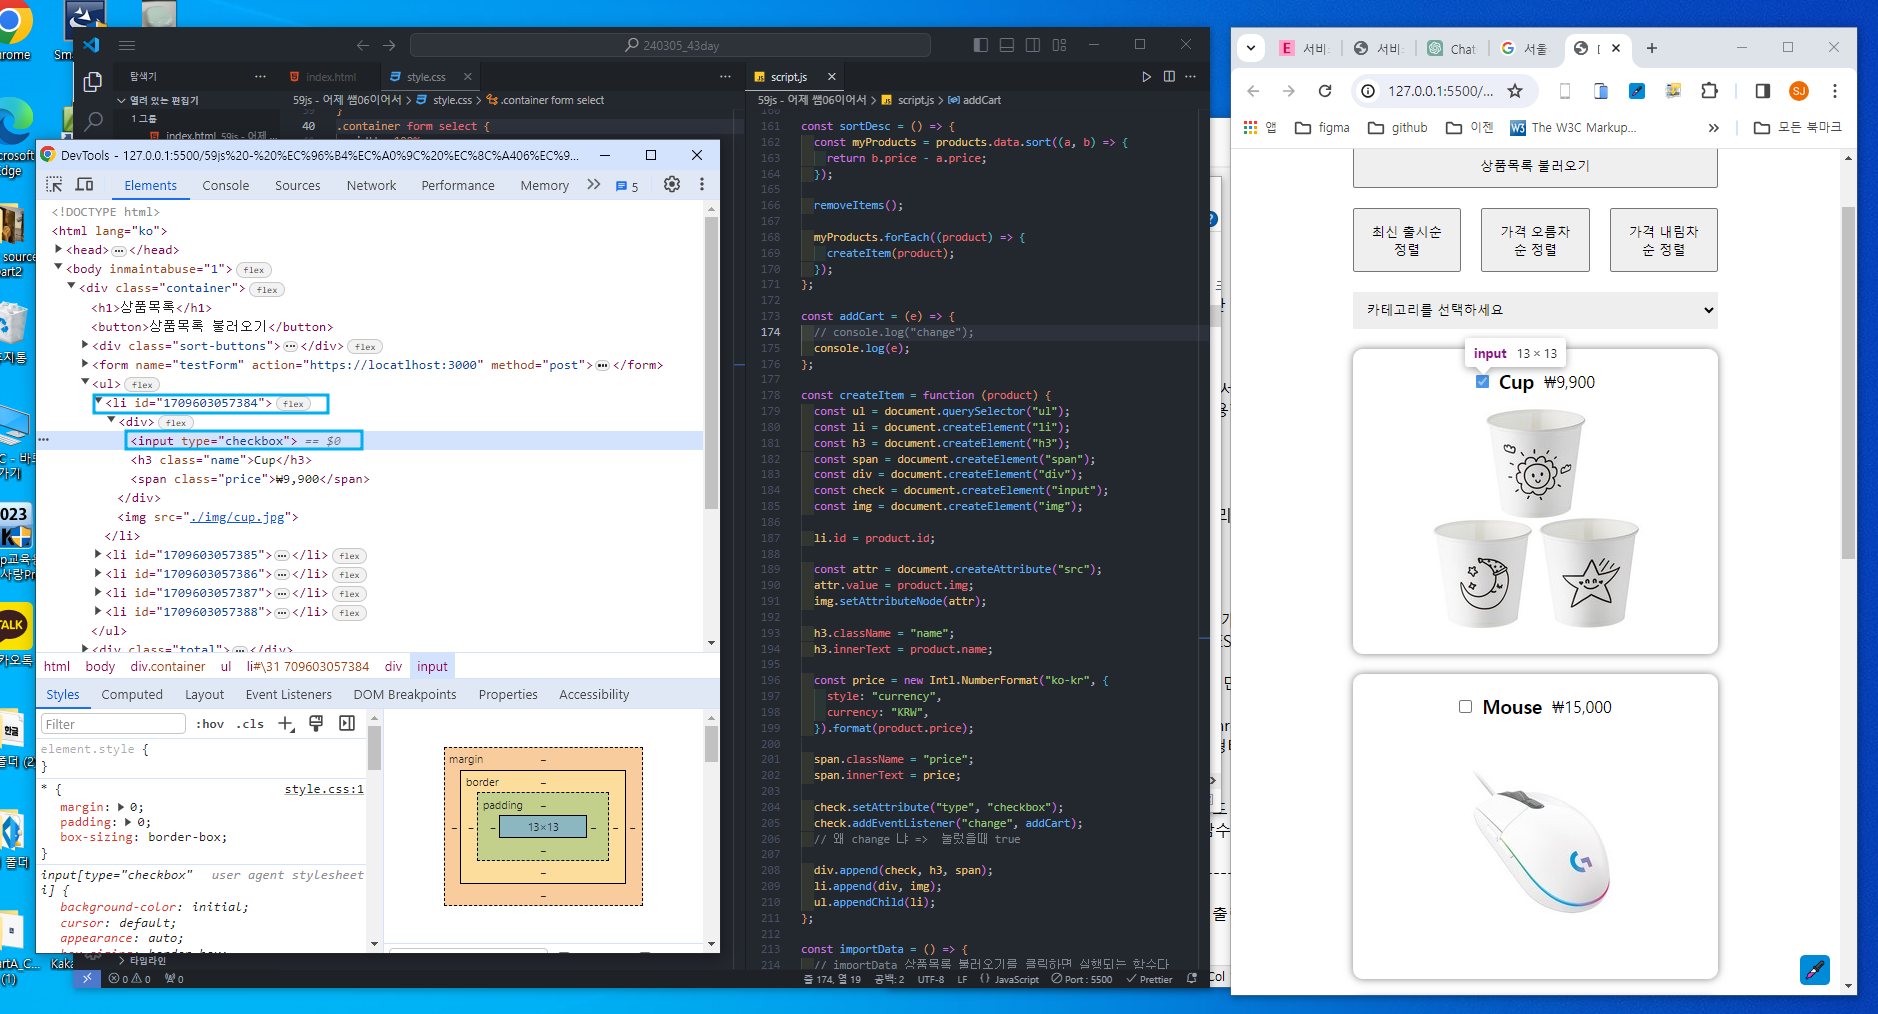 240305_43day
탐색기
열려 있는 편집기
1 그룹
index.html 59js - 어제
index.html
style.css
59js - 어제 쌤06이어서 > style.css > .container form select
39 }
40 .container form select {
script.js
59js - 어제 쌤06이어서 > script.js > addCart
161 const sortDesc = () => {
162 const myProducts = products.data.sort((a, b) => {
163 return b.price - a.price;
164 });
165
166 removeItems();
167
168 myProducts.forEach((product) => {
169 createItem(product);
170 });
171 };
172
173 const addCart = (e) => {
174 // console.log("change");
175 console.log(e);
176 };
177
178 const createItem = function (product) {
179 const ul = document.querySelector("ul");
180 const li = document.createElement("li");
181 const h3 = document.createElement("h3");
182 const span = document.createElement("span");
183 const div = document.createElement("div");
184 const check = document.createElement("input");
185 const img = document.createElement("img");
186
187 li.id = product.id;
188
189 const attr = document.createAttribute("src");
190 attr.value = product.img;
191 img.setAttributeNode(attr);
192
193 h3.className = "name";
194 h3.innerText = product.name;
195
196 const price = new Intl.NumberFormat("ko-kr", {
197 style: "currency",
198 currency: "KRW",
199 }).format(product.price);
200
201 span.className = "price";
202 span.innerText = price;
203
204 check.setAttribute("type", "checkbox");
205 check.addEventListener("change", addCart);
206 // 왜 change 냐 => 눌렀을때 true
207
208 div.append(check, h3, span);
209 li.append(div, img);
210 ul.appendChild(li);
211 };
212
213 const importData = () => {
214 // importData 상품목록 불러오기를 클릭하면 실행되는 함수다
타임라인
0 0 0
줄 174, 열 19 공백: 2 UTF-8 LF {} JavaScript Port : 5500 Prettier
DevTools - 127.0.0.1:5500/59js%20-%20%EC%96%B4%EC%A0%9C%20%EC%8C%A406%EC%9...
Elements Console Sources Network Performance Memory 5
<!DOCTYPE html>
<html lang="ko">
<head> ... </head>
<body inmaintabuse="1"> flex
<div class="container"> flex
<h1>상품목록</h1>
<button>상품목록 불러오기</button>
<div class="sort-buttons"> ... </div> flex
<form name="testForm" action="https://locatlhost:3000" method="post"> ... </form>
<ul> flex
<li id="1709603057384"> flex
<div> flex
<input type="checkbox"> == $0
<h3 class="name">Cup</h3>
<span class="price">₩9,900</span>
</div>
<img src="./img/cup.jpg">
</li>
<li id="1709603057385"> ... </li> flex
<li id="1709603057386"> ... </li> flex
<li id="1709603057387"> ... </li> flex
<li id="1709603057388"> ... </li> flex
</ul>
<div class="total"> ... </div>
html body div.container ul li#\31 709603057384 div input
Styles Computed Layout Event Listeners DOM Breakpoints Properties Accessibility
Filter :hov .cls
element.style {
}
* { style.css:1
margin: 0;
padding: 0;
box-sizing: border-box;
}
input[type="checkbox" user agent stylesheet
i] {
background-color: initial;
cursor: default;
appearance: auto;
box-sizing: border-box;
margin –
border –
padding –
13×13
서비
서비
Chat
서울
127.0.0.1:5500/...
SJ
앱 figma github 이젠 The W3C Markup... 모든 북마크
상품목록 불러오기
최신 출시순 정렬
가격 오름차순 정렬
가격 내림차순 정렬
카테고리를 선택하세요
input 13 × 13
Cup ₩9,900
Mouse ₩15,000
Col